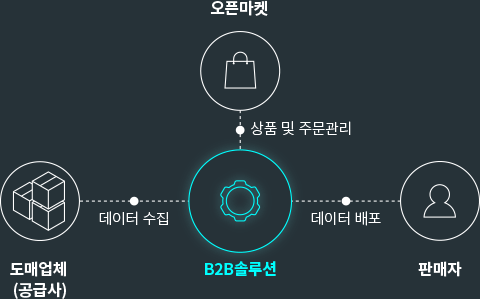 오픈마켓
상품 및 주문관리
데이터 수집
데이터 배포
도매업체
(공급사)
B2B솔루션
판매자